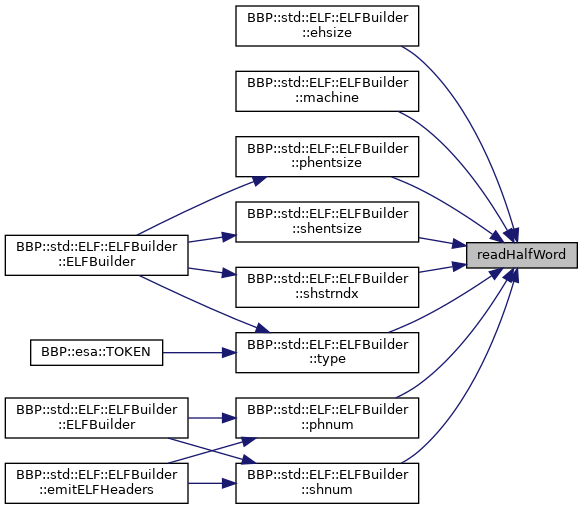 BBP::std::ELF::ELFBuilder
::ehsize
BBP::std::ELF::ELFBuilder
::machine
BBP::std::ELF::ELFBuilder
::phentsize
BBP::std::ELF::ELFBuilder
::shentsize
BBP::std::ELF::ELFBuilder
::ELFBuilder
readHalfWord
BBP::std::ELF::ELFBuilder
::shstrndx
BBP::std::ELF::ELFBuilder
::type
BBP::esa::TOKEN
BBP::std::ELF::ELFBuilder
::ELFBuilder
BBP::std::ELF::ELFBuilder
::phnum
BBP::std::ELF::ELFBuilder
::emitELFHeaders
BBP::std::ELF::ELFBuilder
::shnum